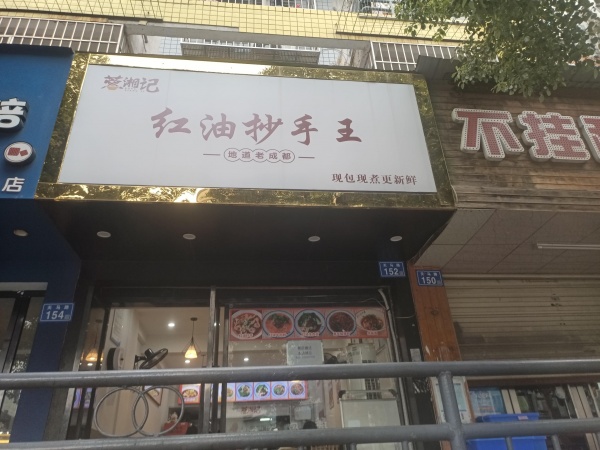 蓉湘记
红油抄手王
地道老成都
现包现煮更新鲜
不挂
店
154
152
150